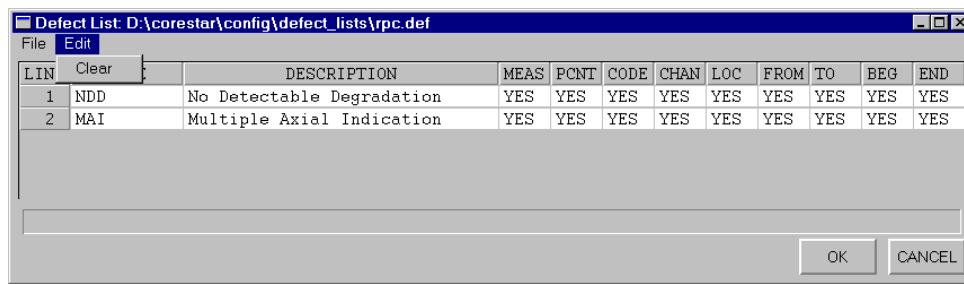 Defect List: D:\corestar\config\defect_lists\rpc.def
File Edit
Clear
LIN DESCRIPTION MEAS PCNT CODE CHAN LOC FROM TO BEG END
1 NDD No Detectable Degradation YES YES YES YES YES YES YES YES YES
2 MAI Multiple Axial Indication YES YES YES YES YES YES YES YES YES
OK CANCEL